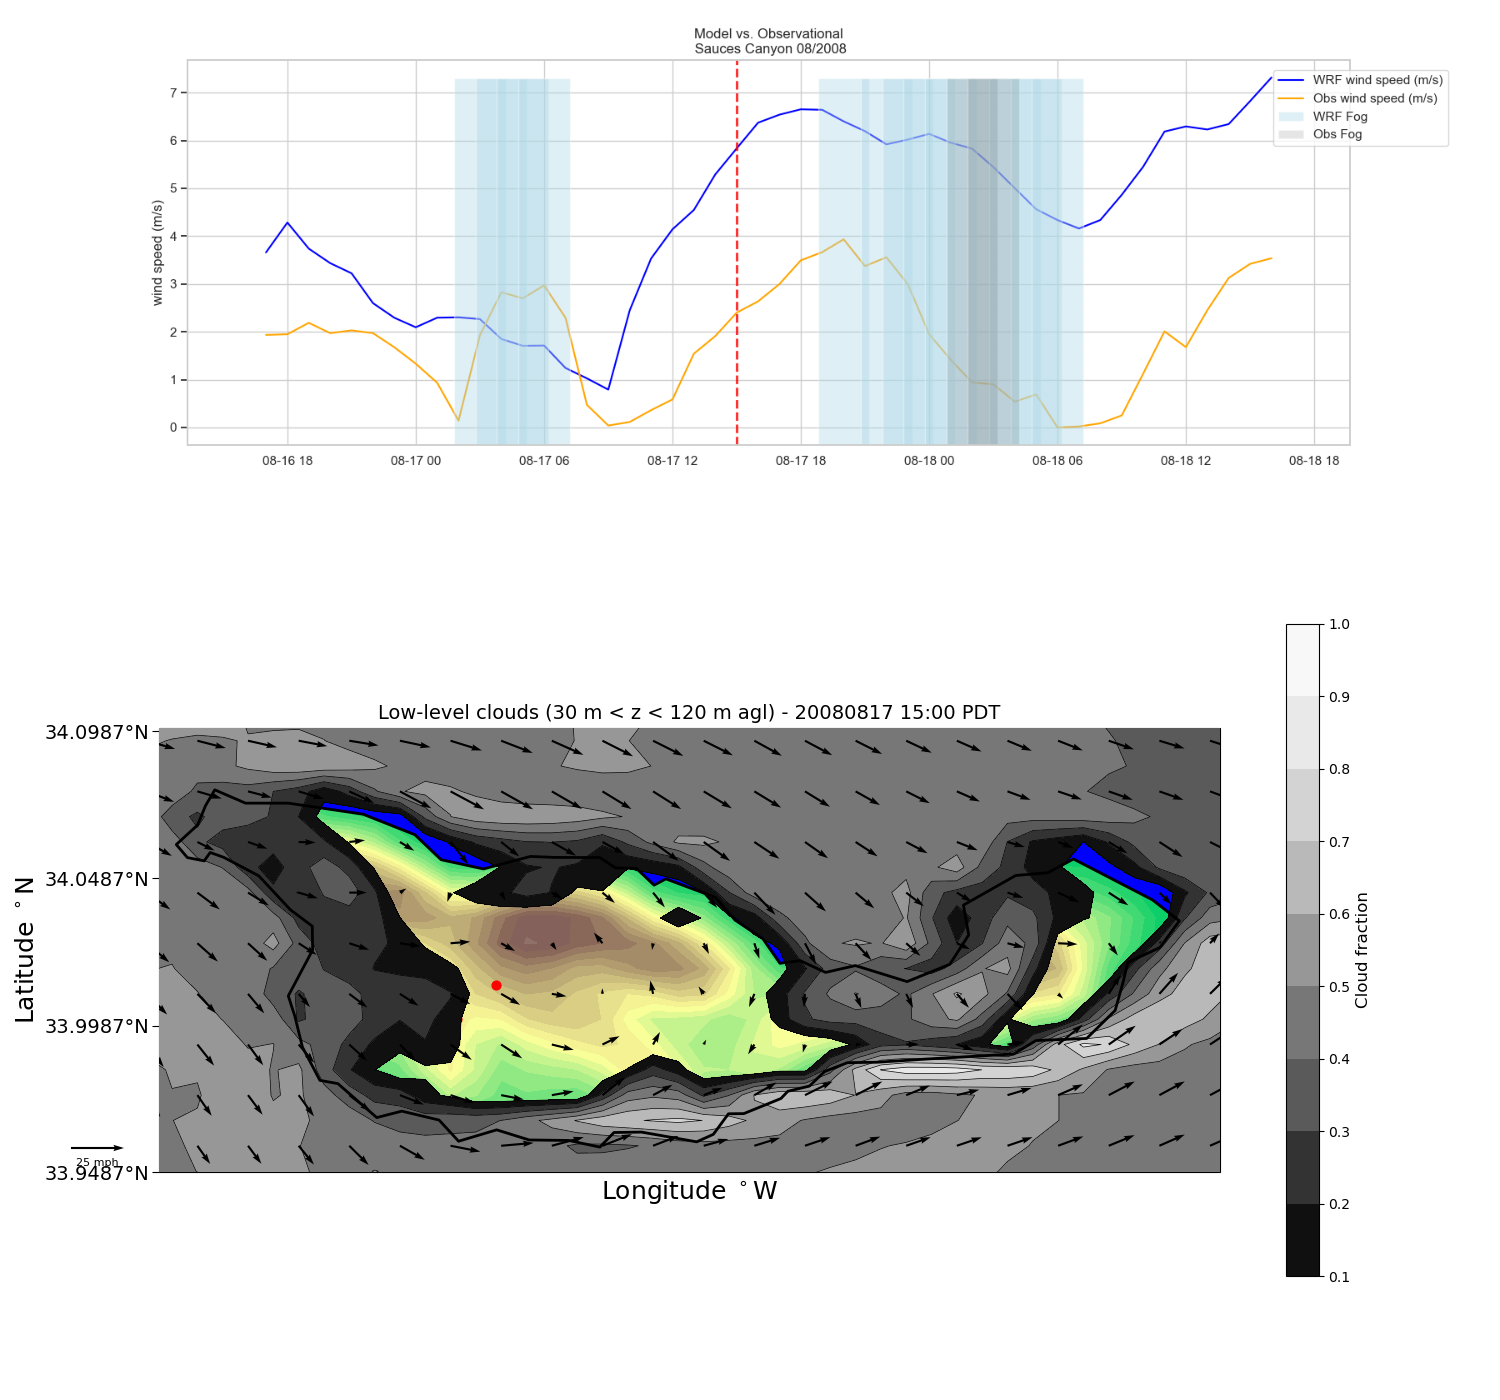 Model vs. Observational
Sauces Canyon 08/2008
WRF wind speed (m/s)
Obs wind speed (m/s)
WRF Fog
Obs Fog
wind speed (m/s)
7
6
5
4
3
2
1
0
08-16 18
08-17 00
08-17 06
08-17 12
08-17 18
08-18 00
08-18 06
08-18 12
08-18 18
Low-level clouds (30 m < z < 120 m agl) - 20080817 15:00 PDT
34.0987°N
34.0487°N
33.9987°N
33.9487°N
Latitude °N
25 mph
Longitude °W
1.0
0.9
0.8
0.7
0.6
0.5
0.4
0.3
0.2
0.1
Cloud fraction